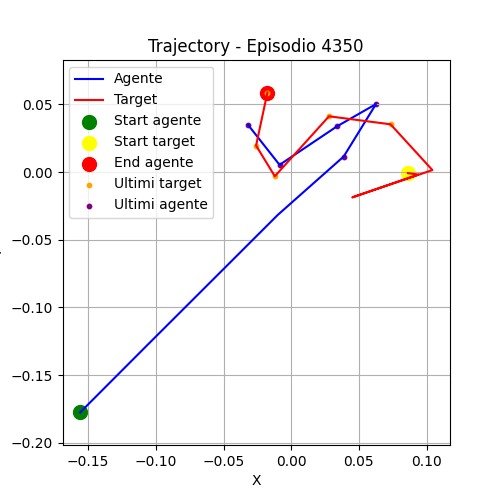 Trajectory - Episodio 4350
Agente
Target
Start agente
Start target
End agente
Ultimi target
Ultimi agente
0.05
0.00
−0.05
−0.10
−0.15
−0.20
−0.15
−0.10
−0.05
0.00
0.05
0.10
X